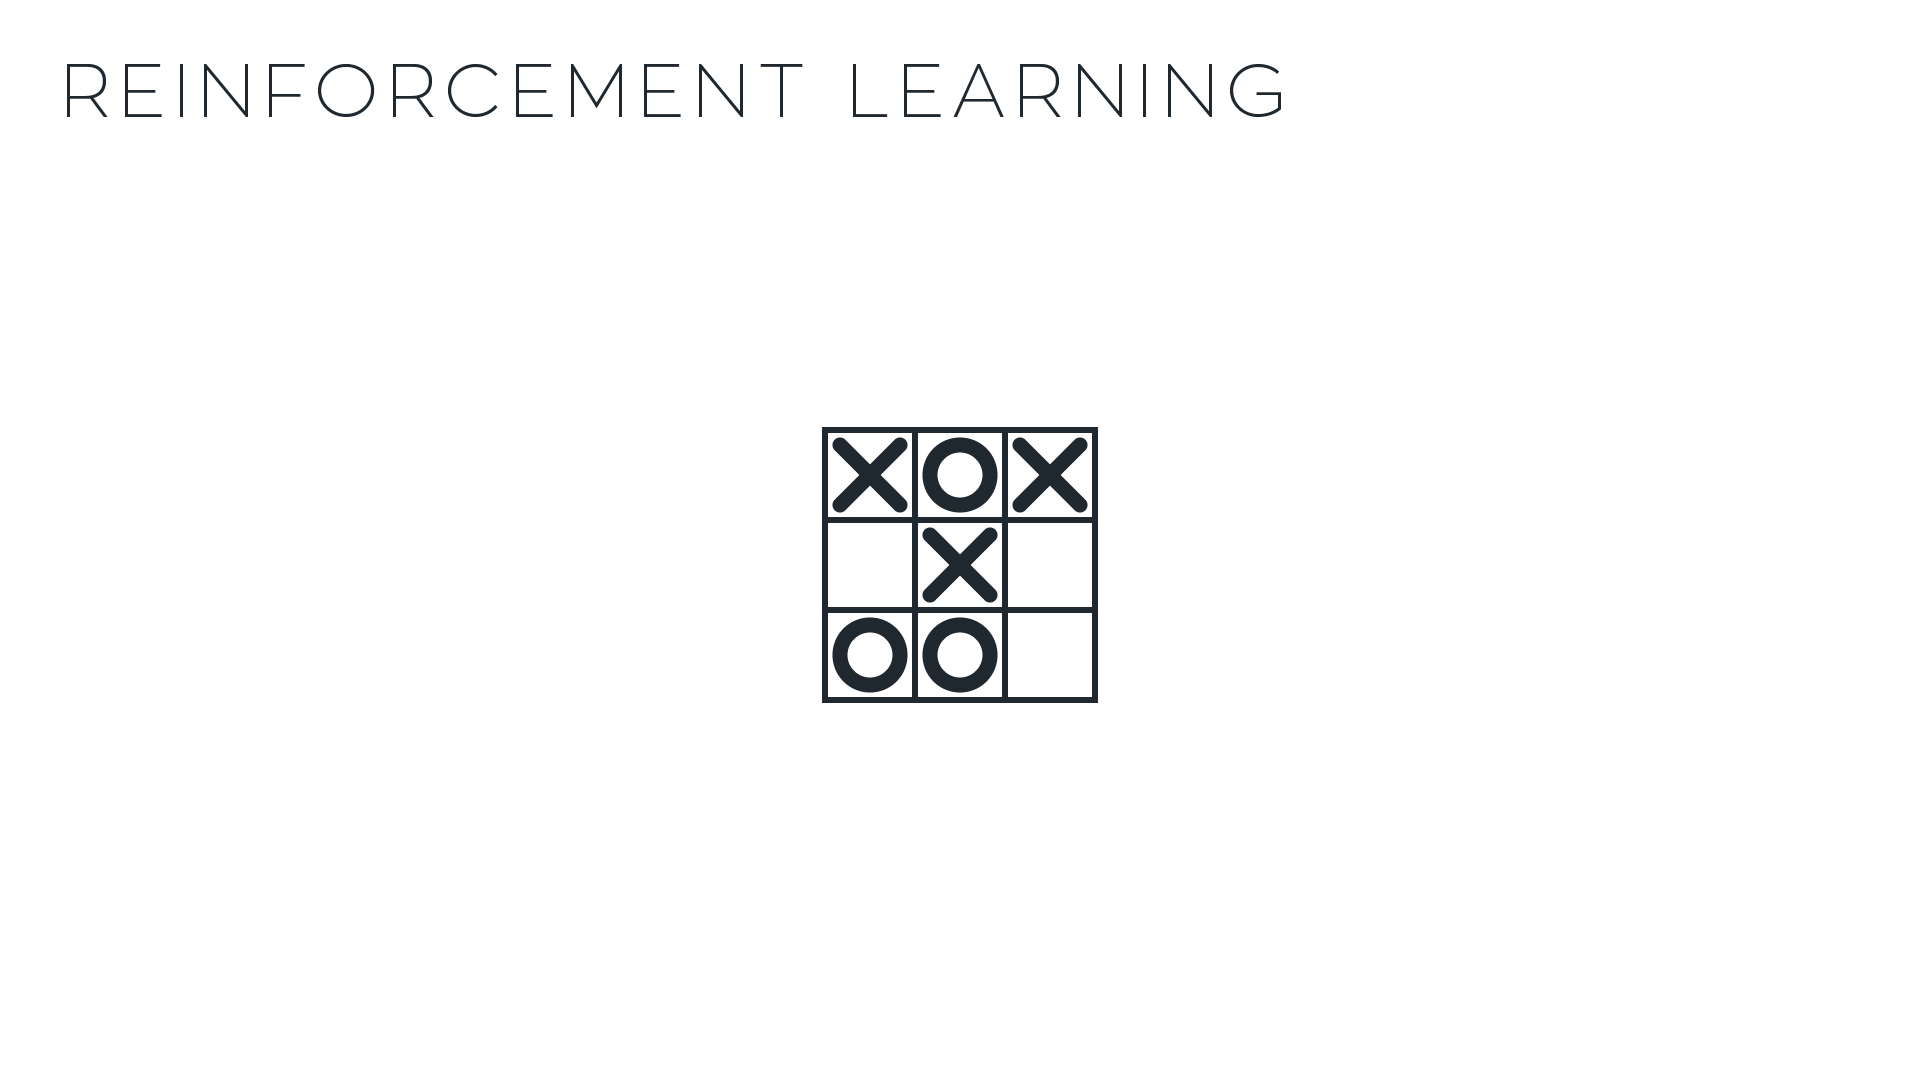 REINFORCEMENT LEARNING
X O X
X
O O